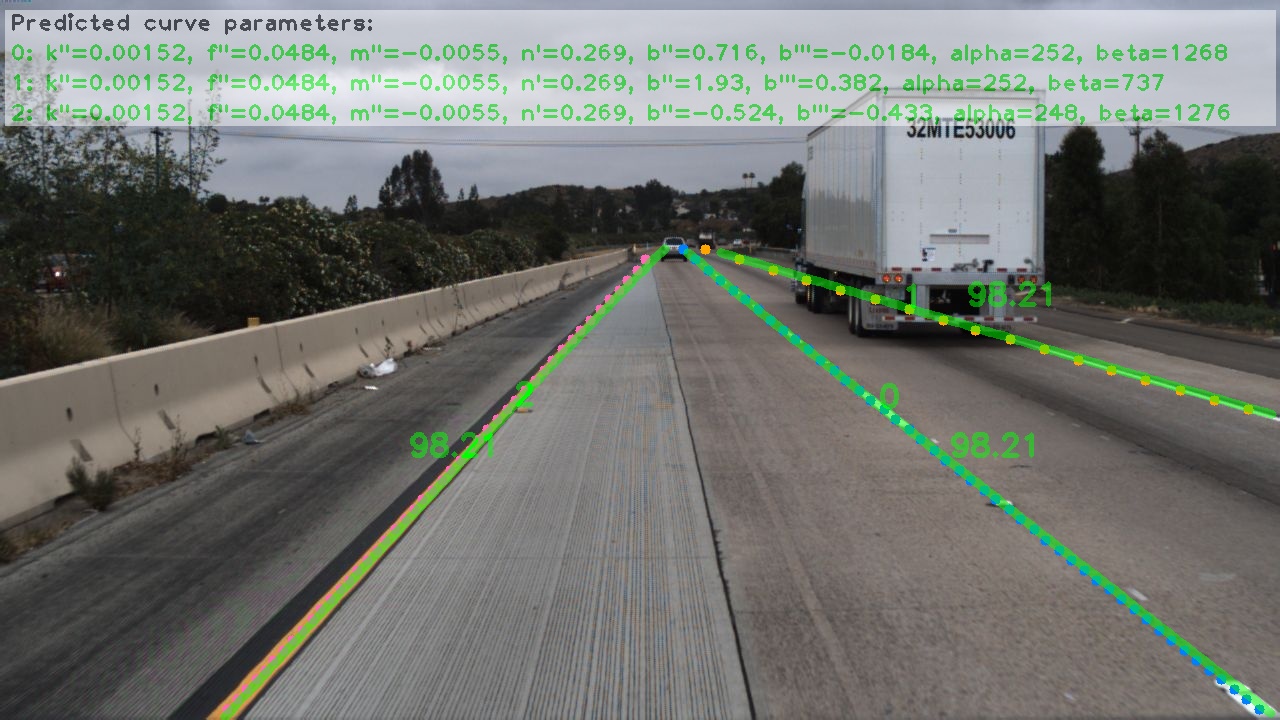 Predicted curve parameters:
0: k"=0.00152, f"=0.0484, m"=−0.0055, n'=0.269, b"=0.716, b'"=−0.0184, alpha=252, beta=1268
1: k"=0.00152, f"=0.0484, m"=−0.0055, n'=0.269, b"=1.93, b'"=0.382, alpha=252, beta=737
2: k"=0.00152, f"=0.0484, m"=−0.0055, n'=0.269, b"=−0.524, b'"=−0.433, alpha=248, beta=1276
32MTE53006
1
98.21
2
0
98.21
98.21